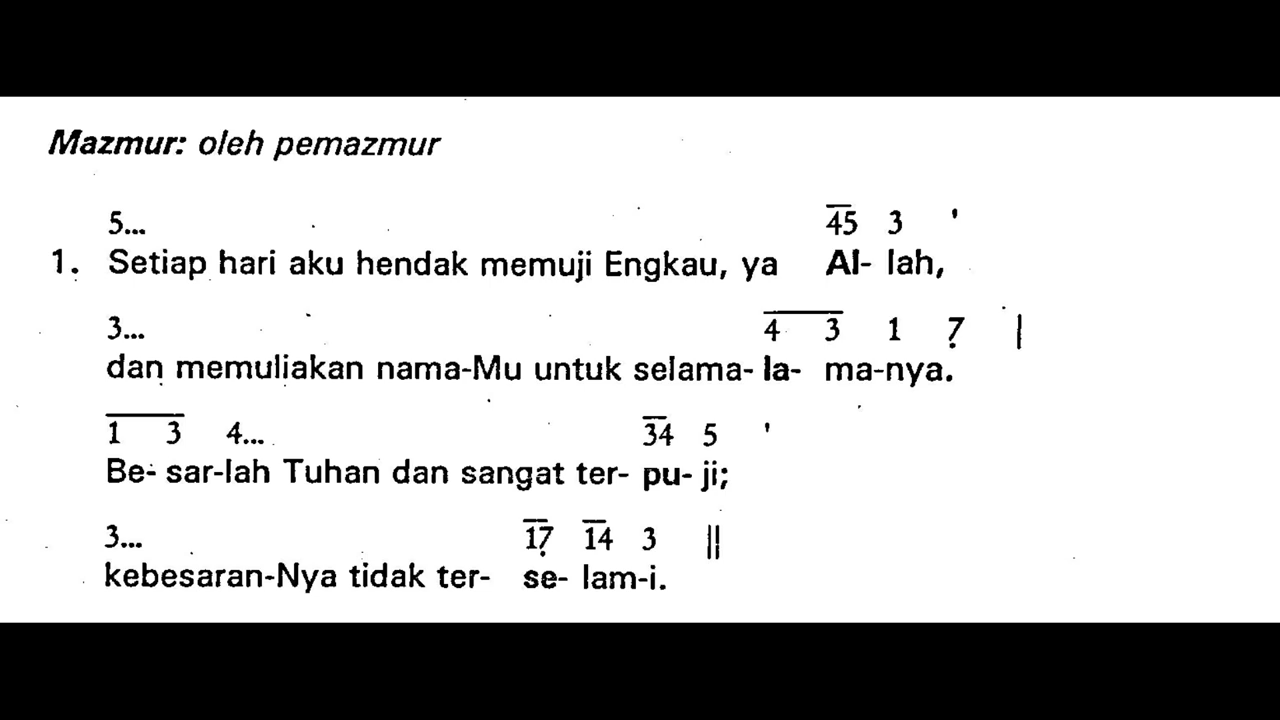 Mazmur: oleh pemazmur
5... 45 3 '
1. Setiap hari aku hendak memuji Engkau, ya Al- lah,
3... 4 3 1 7̣ |
dan memuliakan nama-Mu untuk selama- la- ma-nya.
1 3 4... 34 5 '
Be- sar-lah Tuhan dan sangat ter- pu- ji;
3... 17̣ 14 3 ||
kebesaran-Nya tidak ter- se- lam-i.